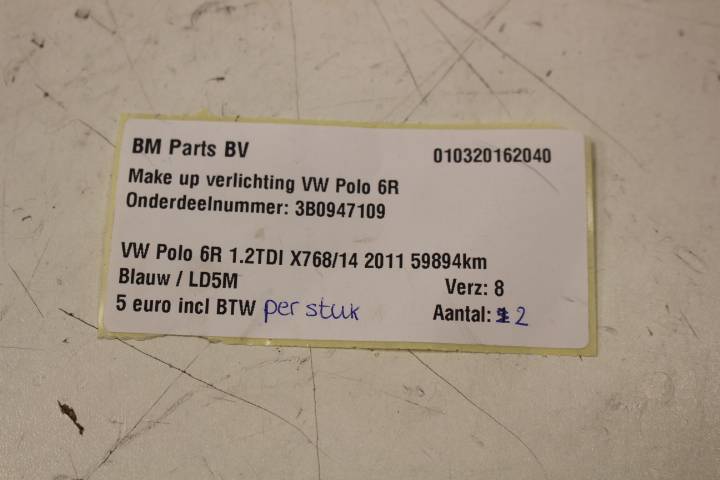 BM Parts BV 010320162040
Make up verlichting VW Polo 6R
Onderdeelnummer: 3B0947109
VW Polo 6R 1.2TDI X768/14 2011 59894km
Blauw / LD5M Verz: 8
5 euro incl BTW per stuk Aantal: 2